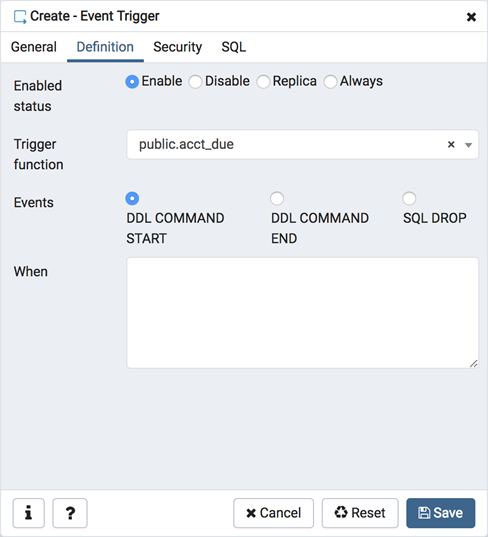 Create - Event Trigger
General Definition Security SQL
Enabled status
Enable Disable Replica Always
Trigger function
public.acct_due
Events
DDL COMMAND START
DDL COMMAND END
SQL DROP
When
i ? Cancel Reset Save